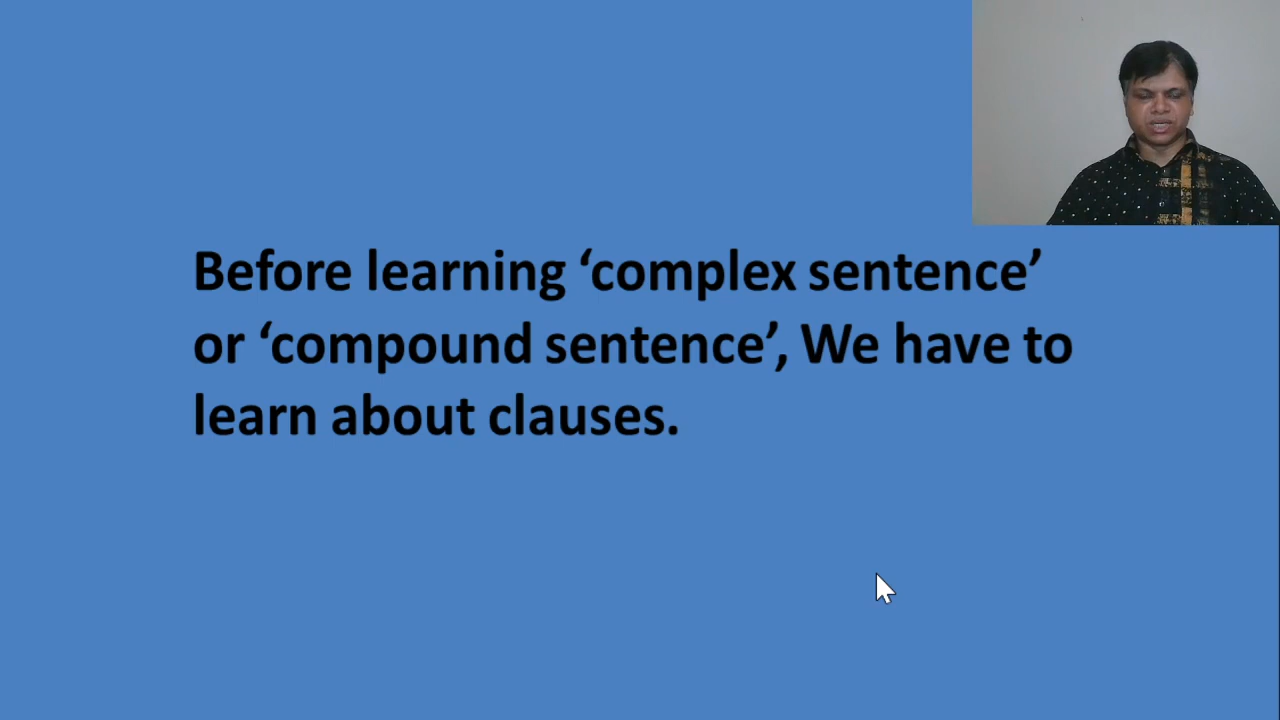 Before learning ‘complex sentence’
or ‘compound sentence’, We have to
learn about clauses.